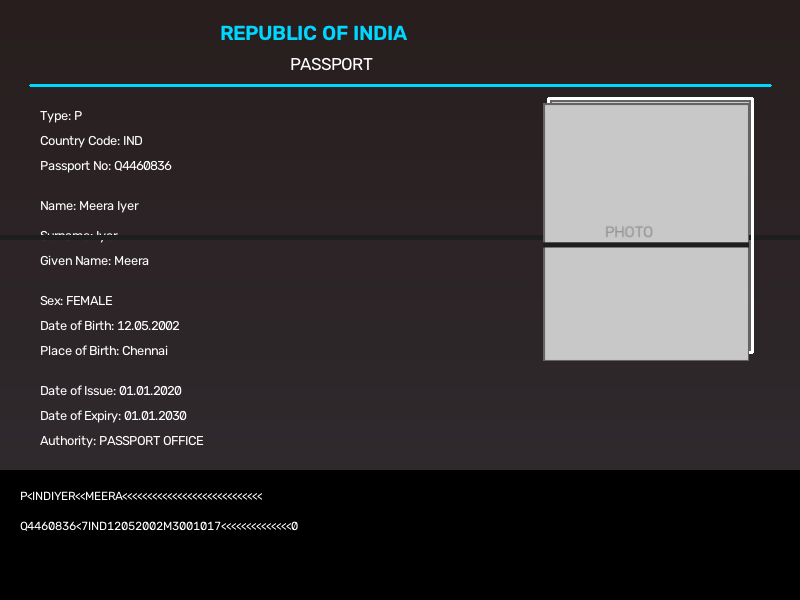 REPUBLIC OF INDIA
PASSPORT
Type: P
Country Code: IND
Passport No: Q4460836
Name: Meera Iyer
Surname: Iyer
PHOTO
Given Name: Meera
Sex: FEMALE
Date of Birth: 12.05.2002
Place of Birth: Chennai
Date of Issue: 01.01.2020
Date of Expiry: 01.01.2030
Authority: PASSPORT OFFICE
P<INDIYER<<MEERA<<<<<<<<<<<<<<<<<<<<<<<<<<<<
Q4460836<7IND12052002M3001017<<<<<<<<<<<<<<0